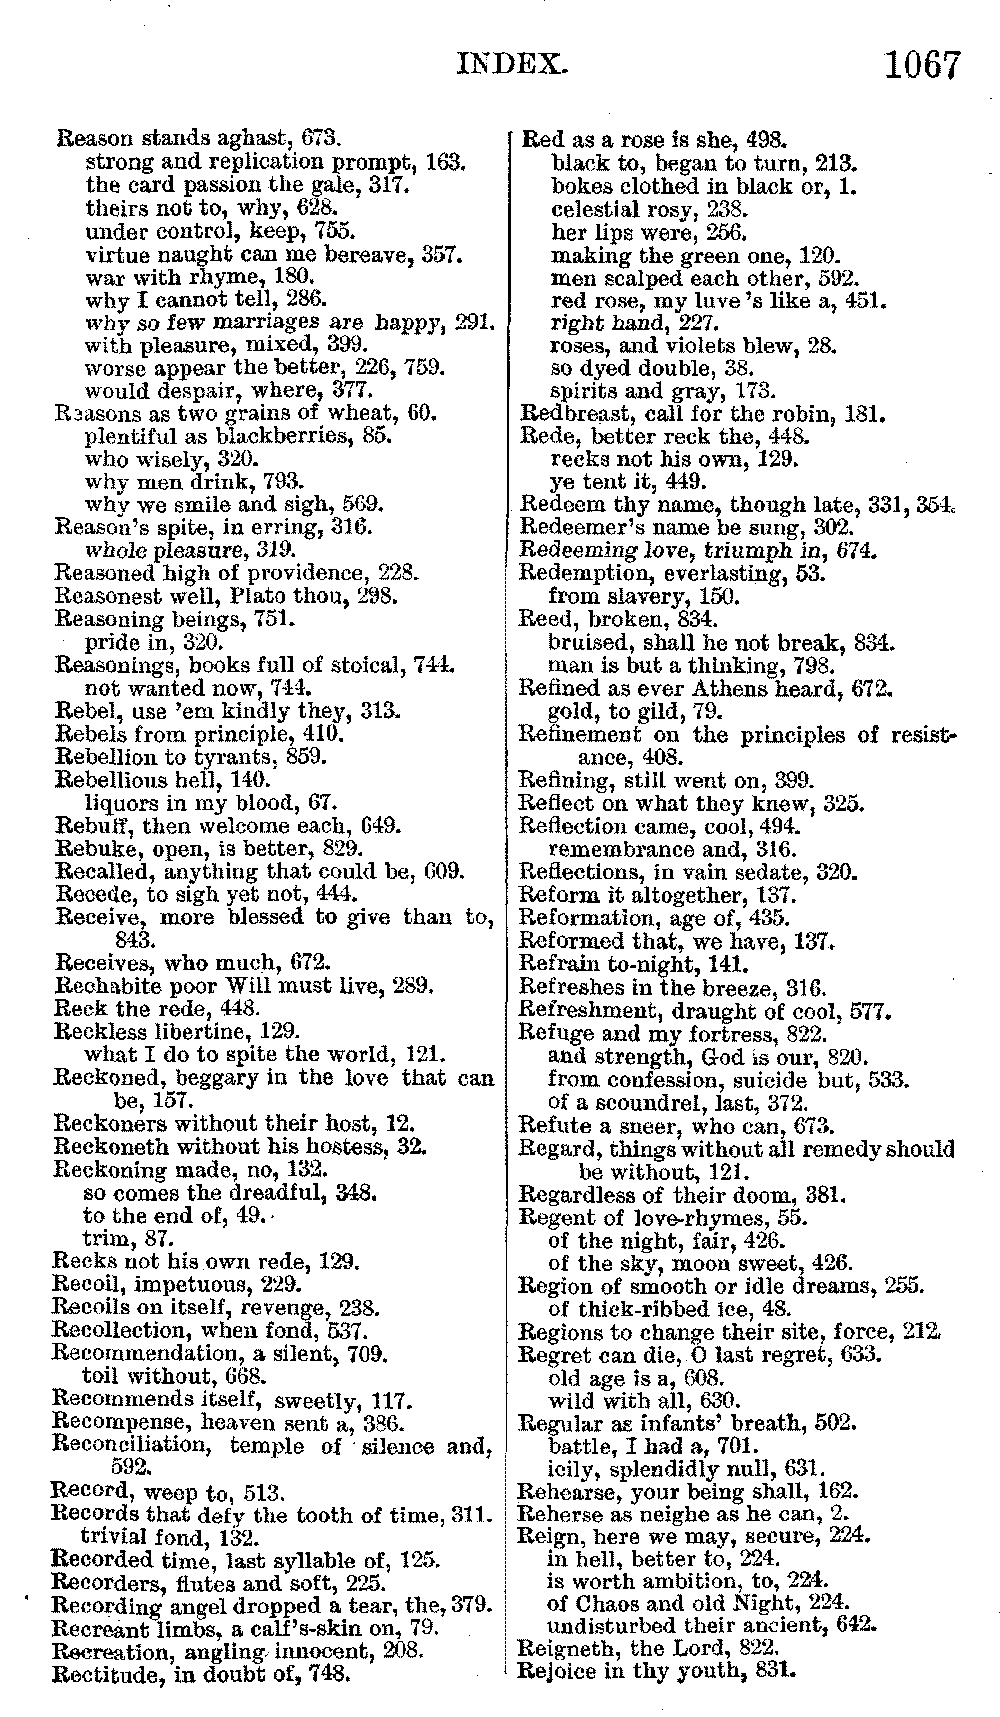 INDEX. 1067
Reason stands aghast, 673.
strong and replication prompt, 163.
the card passion the gale, 317.
theirs not to, why, 628.
under control, keep, 755.
virtue naught can me bereave, 357.
war with rhyme, 180.
why I cannot tell, 286.
why so few marriages are happy, 291.
with pleasure, mixed, 399.
worse appear the better, 226, 759.
would despair, where, 377.
Reasons as two grains of wheat, 60.
plentiful as blackberries, 85.
who wisely, 320.
why men drink, 793.
why we smile and sigh, 569.
Reason's spite, in erring, 316.
whole pleasure, 319.
Reasoned high of providence, 228.
Reasonest well, Plato thou, 298.
Reasoning beings, 751.
pride in, 320.
Reasonings, books full of stoical, 744.
not wanted now, 744.
Rebel, use 'em kindly they, 313.
Rebels from principle, 410.
Rebellion to tyrants, 859.
Rebellious hell, 140.
liquors in my blood, 67.
Rebuff, then welcome each, 649.
Rebuke, open, is better, 829.
Recalled, anything that could be, 609.
Recede, to sigh yet not, 444.
Receive, more blessed to give than to,
843.
Receives, who much, 672.
Rechabite poor Will must live, 289.
Reck the rede, 448.
Reckless libertine, 129.
what I do to spite the world, 121.
Reckoned, beggary in the love that can
be, 157.
Reckoners without their host, 12.
Reckoneth without his hostess, 32.
Reckoning made, no, 132.
so comes the dreadful, 348.
to the end of, 49.
trim, 87.
Recks not his own rede, 129.
Recoil, impetuous, 229.
Recoils on itself, revenge, 238.
Recollection, when fond, 537.
Recommendation, a silent, 709.
toil without, 668.
Recommends itself, sweetly, 117.
Recompense, heaven sent a, 386.
Reconciliation, temple of silence and,
592.
Record, weep to, 513.
Records that defy the tooth of time, 311.
trivial fond, 132.
Recorded time, last syllable of, 125.
Recorders, flutes and soft, 225.
Recording angel dropped a tear, the, 379.
Recreant limbs, a calf's-skin on, 79.
Recreation, angling innocent, 208.
Rectitude, in doubt of, 748.
Red as a rose is she, 498.
black to, began to turn, 213.
bokes clothed in black or, 1.
celestial rosy, 238.
her lips were, 256.
making the green one, 120.
men scalped each other, 592.
red rose, my luve 's like a, 451.
right hand, 227.
roses, and violets blew, 28.
so dyed double, 38.
spirits and gray, 173.
Redbreast, call for the robin, 181.
Rede, better reck the, 448.
recks not his own, 129.
ye tent it, 449.
Redeem thy name, though late, 331, 354.
Redeemer's name be sung, 302.
Redeeming love, triumph in, 674.
Redemption, everlasting, 53.
from slavery, 150.
Reed, broken, 834.
bruised, shall he not break, 834.
man is but a thinking, 798.
Refined as ever Athens heard, 672.
gold, to gild, 79.
Refinement on the principles of resist-
ance, 408.
Refining, still went on, 399.
Reflect on what they knew, 325.
Reflection came, cool, 494.
remembrance and, 316.
Reflections, in vain sedate, 320.
Reform it altogether, 137.
Reformation, age of, 435.
Reformed that, we have, 137.
Refrain to-night, 141.
Refreshes in the breeze, 316.
Refreshment, draught of cool, 577.
Refuge and my fortress, 822.
and strength, God is our, 820.
from confession, suicide but, 533.
of a scoundrel, last, 372.
Refute a sneer, who can, 673.
Regard, things without all remedy should
be without, 121.
Regardless of their doom, 381.
Regent of love-rhymes, 55.
of the night, fair, 426.
of the sky, moon sweet, 426.
Region of smooth or idle dreams, 255.
of thick-ribbed ice, 48.
Regions to change their site, force, 212.
Regret can die, O last regret, 633.
old age is a, 608.
wild with all, 630.
Regular as infants' breath, 502.
battle, I had a, 701.
icily, splendidly null, 631.
Rehearse, your being shall, 162.
Reherse as neighe as he can, 2.
Reign, here we may, secure, 224.
in hell, better to, 224.
is worth ambition, to, 224.
of Chaos and old Night, 224.
undisturbed their ancient, 642.
Reigneth, the Lord, 822.
Rejoice in thy youth, 831.